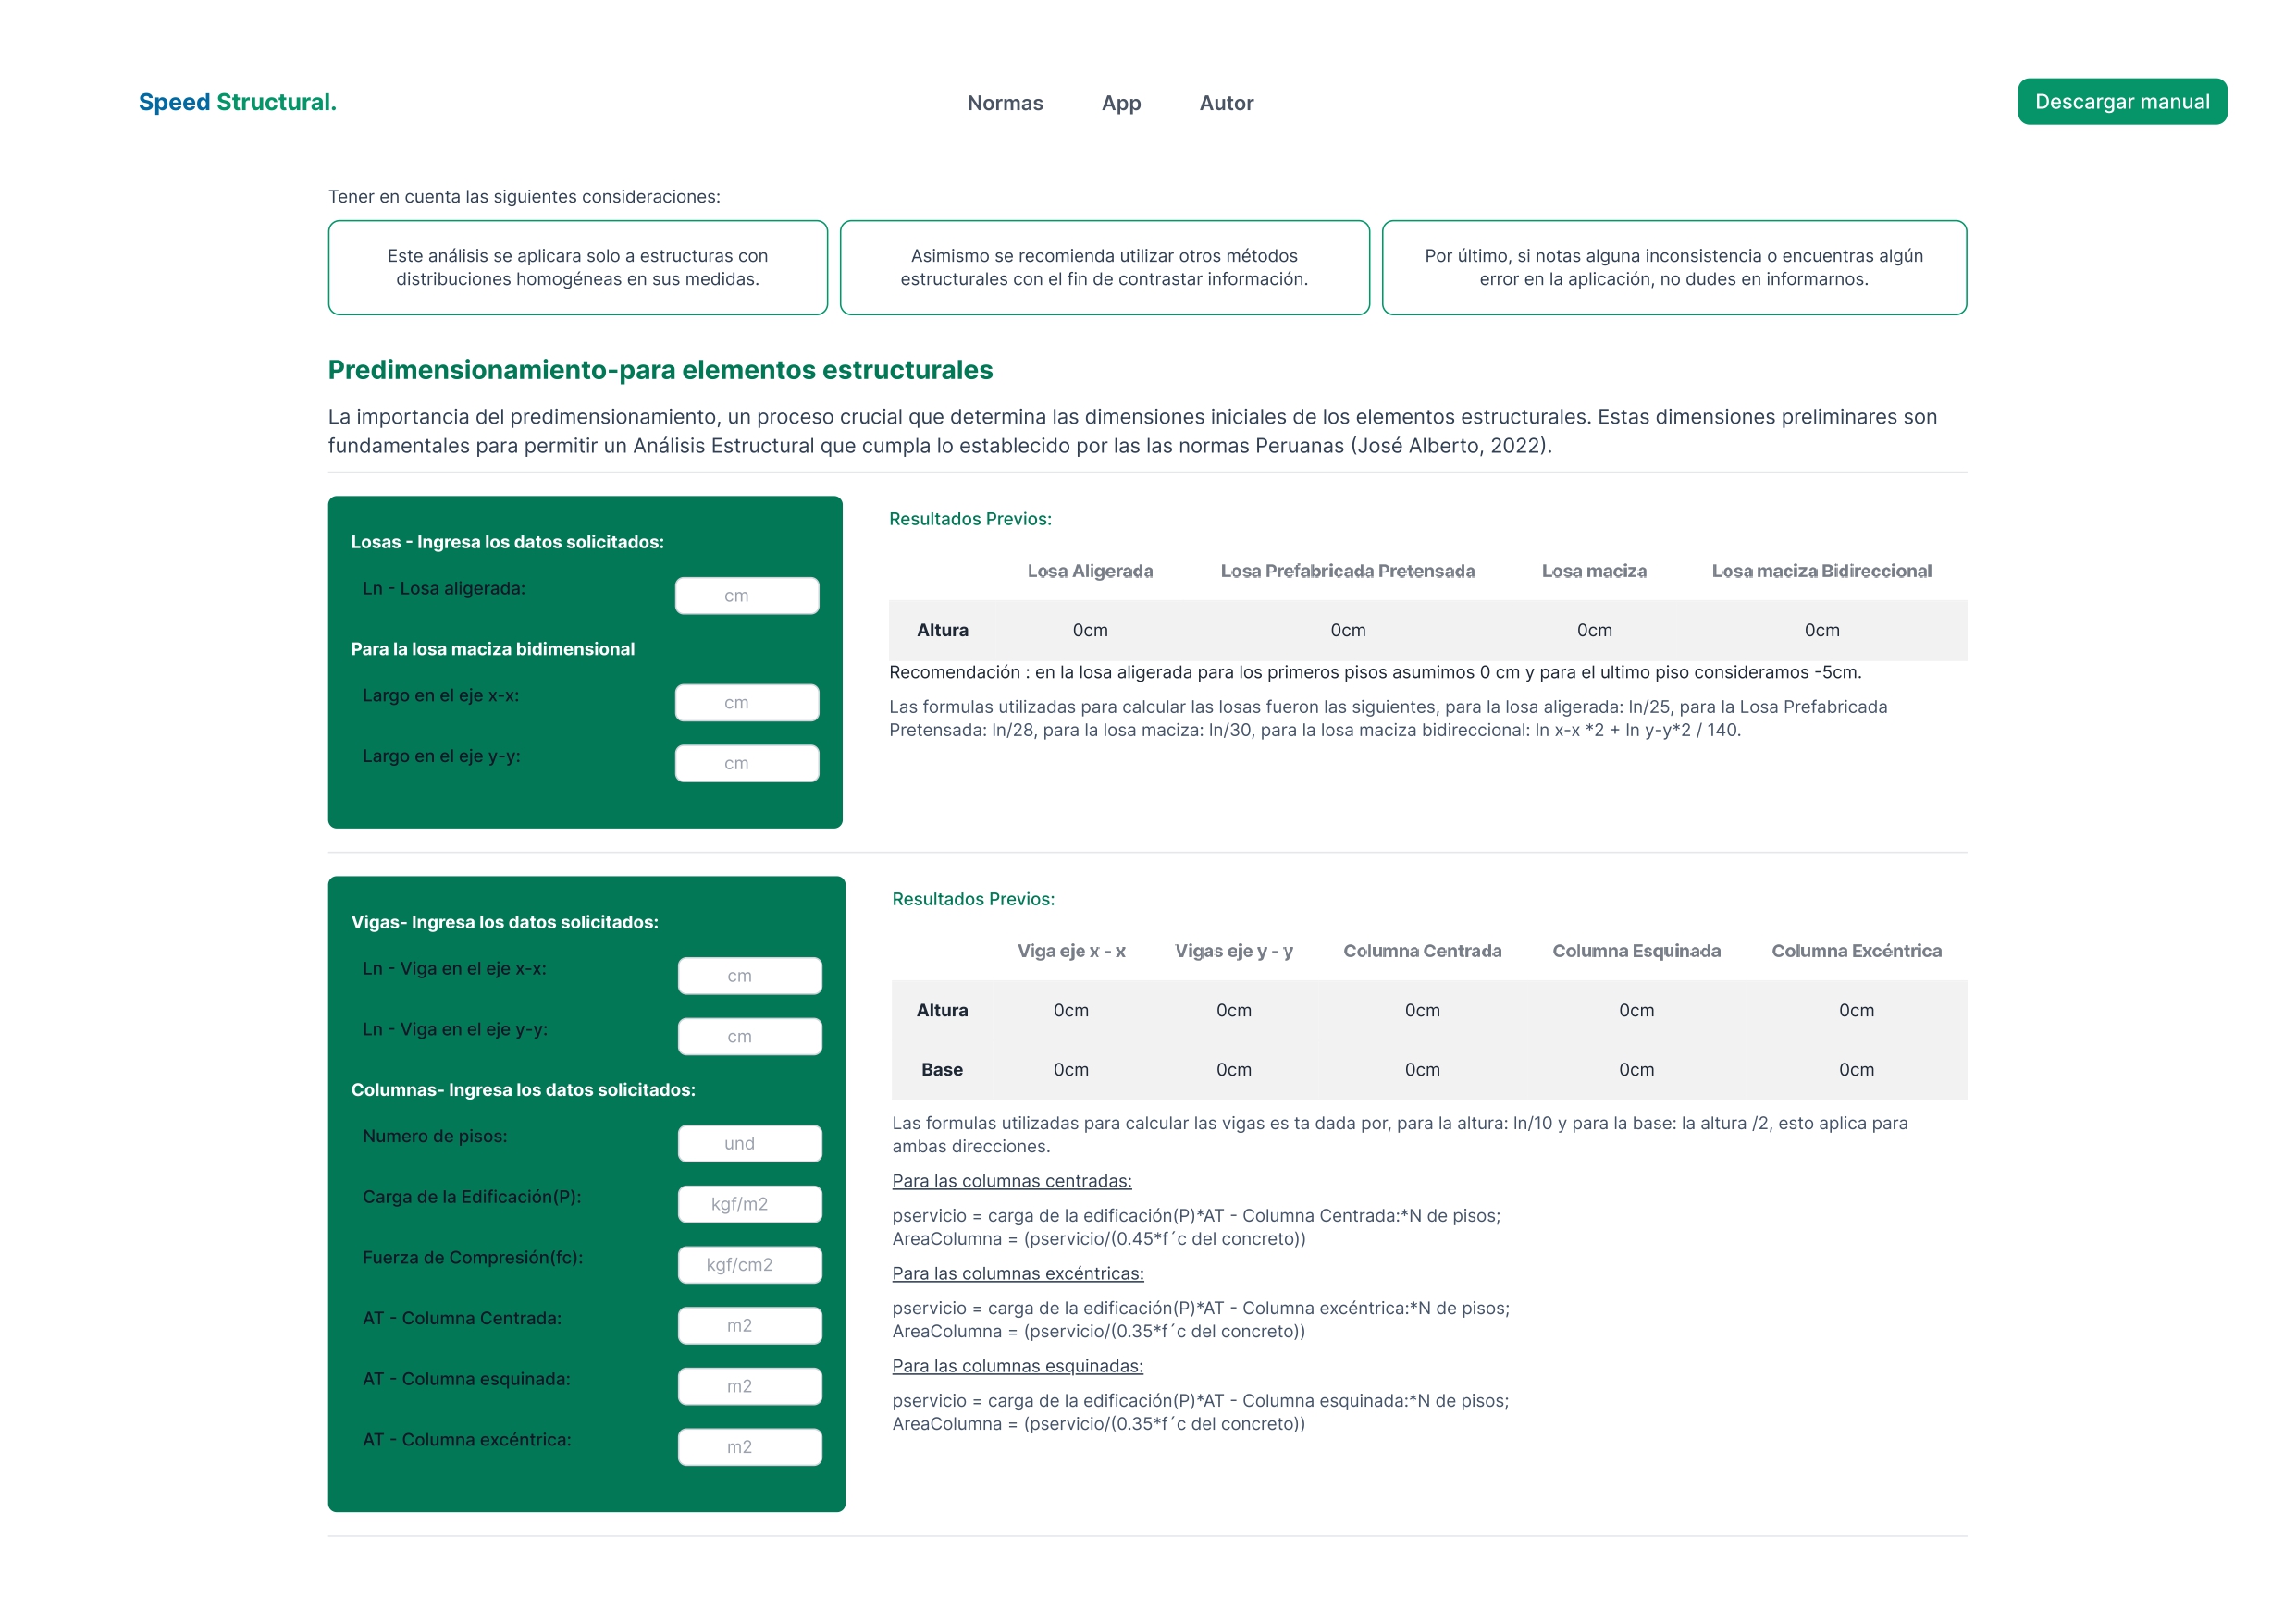 Speed Structural.
Normas
App
Autor
Descargar manual
Tener en cuenta las siguientes consideraciones:
Este análisis se aplicara solo a estructuras con
distribuciones homogéneas en sus medidas.
Asimismo se recomienda utilizar otros métodos
estructurales con el fin de contrastar información.
Por último, si notas alguna inconsistencia o encuentras algún
error en la aplicación, no dudes en informarnos.
Predimensionamiento-para elementos estructurales
La importancia del predimensionamiento, un proceso crucial que determina las dimensiones iniciales de los elementos estructurales. Estas dimensiones preliminares son
fundamentales para permitir un Análisis Estructural que cumpla lo establecido por las las normas Peruanas (José Alberto, 2022).
Losas - Ingresa los datos solicitados:
Ln - Losa aligerada: cm
Para la losa maciza bidimensional
Largo en el eje x-x: cm
Largo en el eje y-y: cm
Resultados Previos:
Losa Aligerada Losa Prefabricada Pretensada Losa maciza Losa maciza Bidireccional
Altura 0cm 0cm 0cm 0cm
Recomendación : en la losa aligerada para los primeros pisos asumimos 0 cm y para el ultimo piso consideramos -5cm.
Las formulas utilizadas para calcular las losas fueron las siguientes, para la losa aligerada: ln/25, para la Losa Prefabricada
Pretensada: ln/28, para la losa maciza: ln/30, para la losa maciza bidireccional: ln x-x *2 + ln y-y*2 / 140.
Vigas- Ingresa los datos solicitados:
Ln - Viga en el eje x-x: cm
Ln - Viga en el eje y-y: cm
Columnas- Ingresa los datos solicitados:
Numero de pisos: und
Carga de la Edificación(P): kgf/m2
Fuerza de Compresión(fc): kgf/cm2
AT - Columna Centrada: m2
AT - Columna esquinada: m2
AT - Columna excéntrica: m2
Resultados Previos:
Viga eje x - x Vigas eje y - y Columna Centrada Columna Esquinada Columna Excéntrica
Altura 0cm 0cm 0cm 0cm 0cm
Base 0cm 0cm 0cm 0cm 0cm
Las formulas utilizadas para calcular las vigas es ta dada por, para la altura: ln/10 y para la base: la altura /2, esto aplica para
ambas direcciones.
Para las columnas centradas:
pservicio = carga de la edificación(P)*AT - Columna Centrada:*N de pisos;
AreaColumna = (pservicio/(0.45*f´c del concreto))
Para las columnas excéntricas:
pservicio = carga de la edificación(P)*AT - Columna excéntrica:*N de pisos;
AreaColumna = (pservicio/(0.35*f´c del concreto))
Para las columnas esquinadas:
pservicio = carga de la edificación(P)*AT - Columna esquinada:*N de pisos;
AreaColumna = (pservicio/(0.35*f´c del concreto))